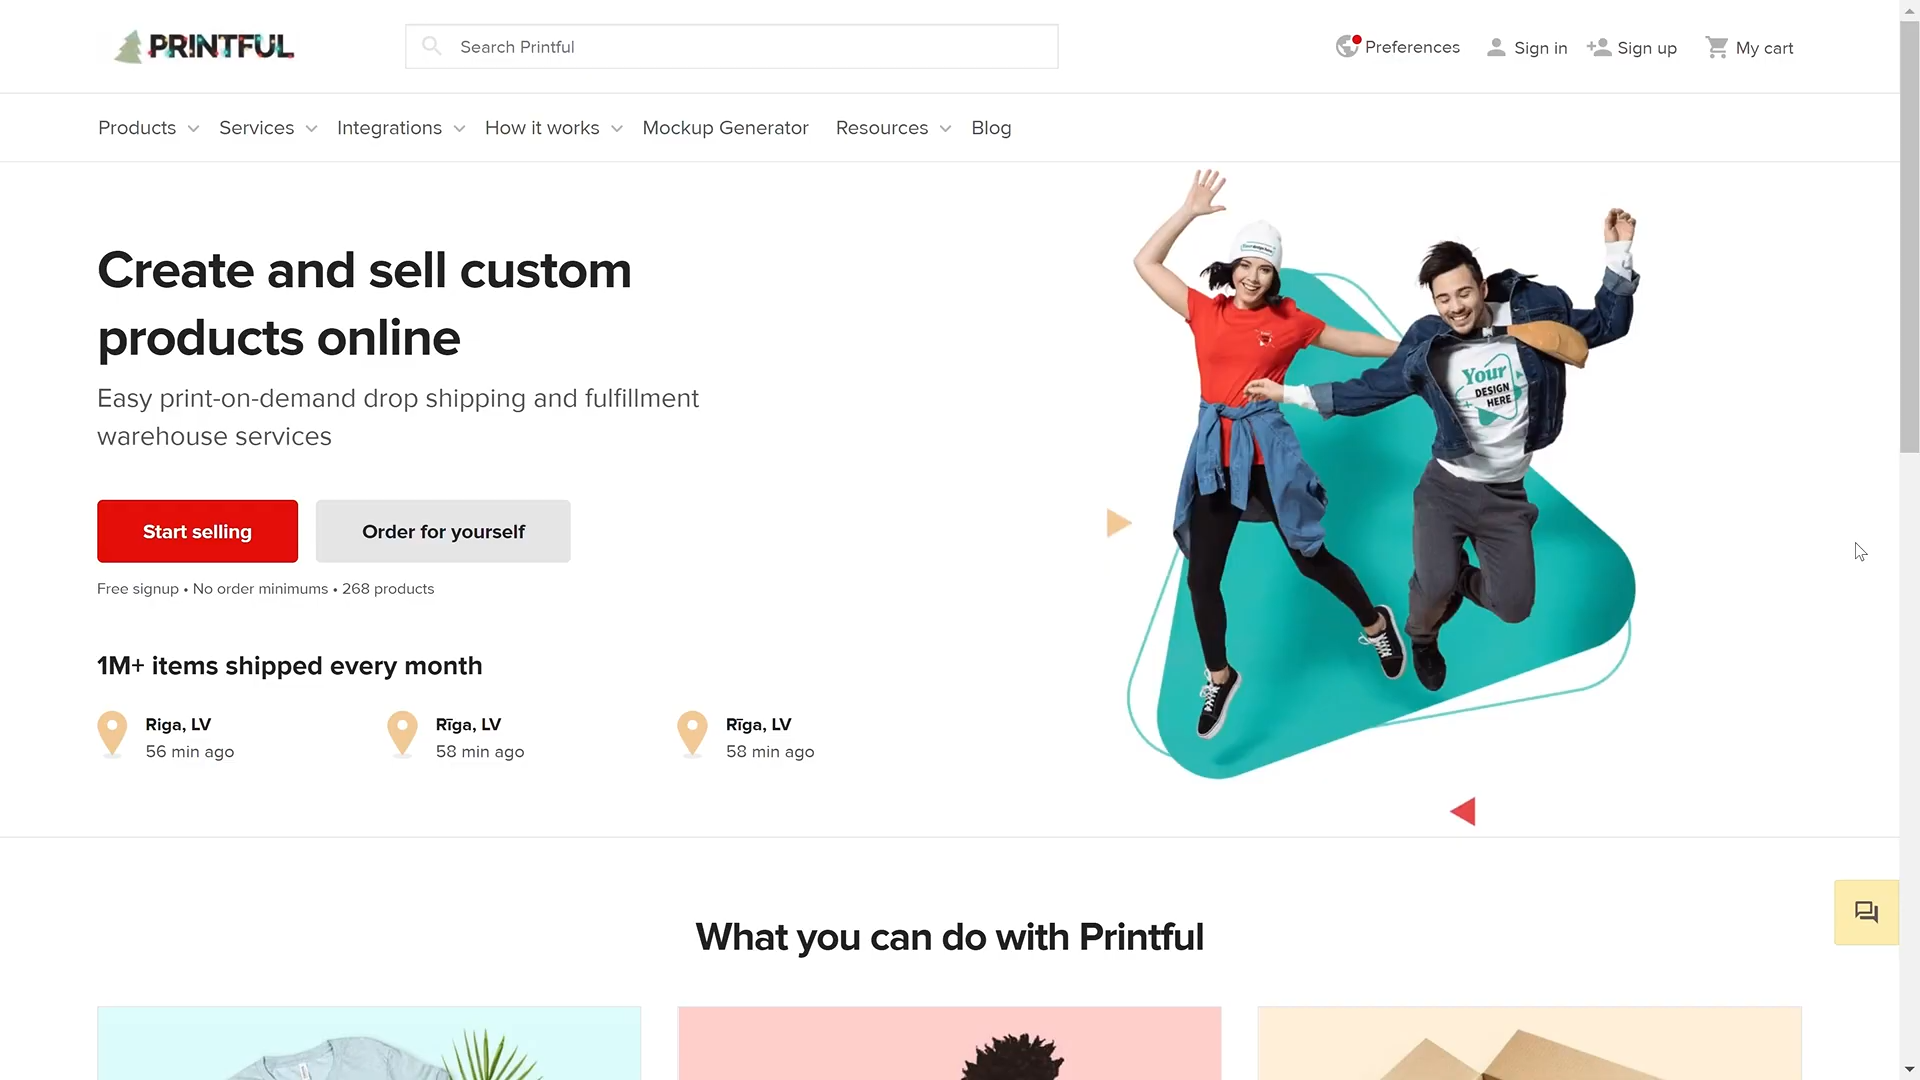 PRINTFUL
Search Printful
Preferences
Sign in
Sign up
My cart
Products
Services
Integrations
How it works
Mockup Generator
Resources
Blog
Create and sell custom
products online
Easy print-on-demand drop shipping and fulfillment
warehouse services
Start selling
Order for yourself
Free signup • No order minimums • 268 products
1M+ items shipped every month
Riga, LV
56 min ago
Rīga, LV
58 min ago
Rīga, LV
58 min ago
Your
DESIGN
HERE
What you can do with Printful